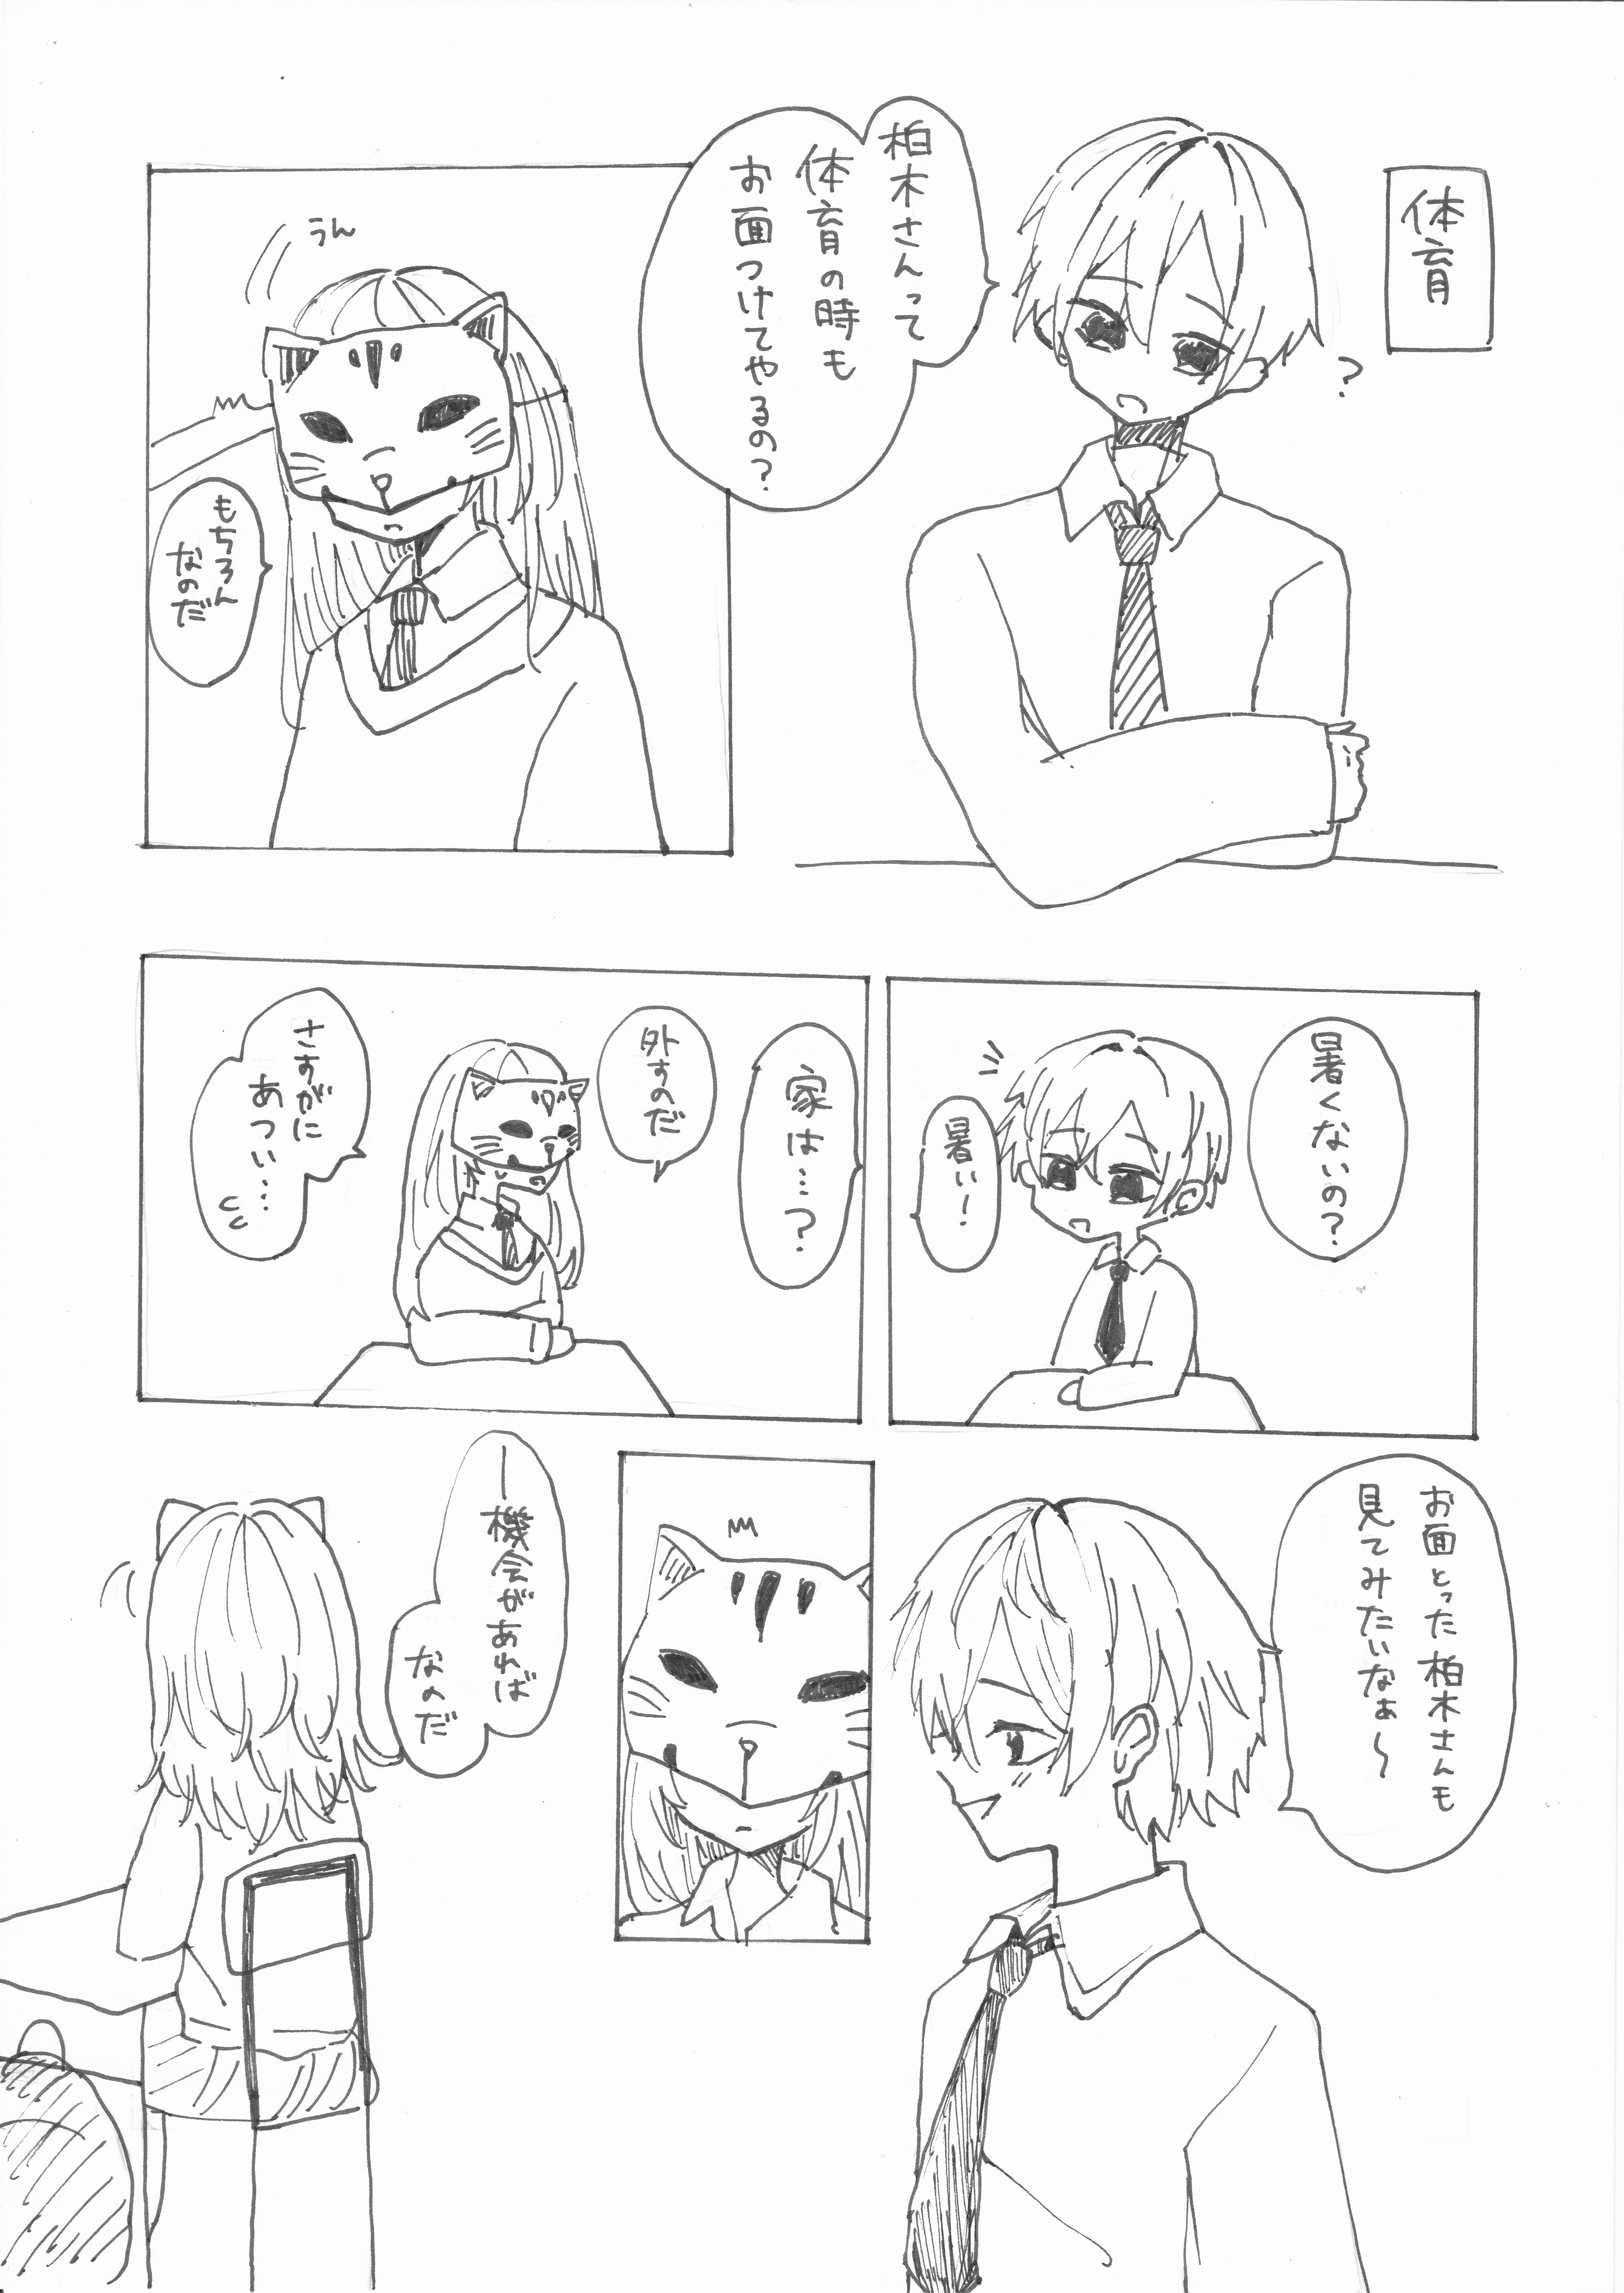 体育
柏木さんって
体育の時も
お面つけてやるの？
？
うん
もちろん
なのだ
暑くないの？
暑い！
家は…？
外すのだ
さすがに
あつい…
お面とった柏木さんも
見てみたいなぁ〜
ー機会があれば
なのだ